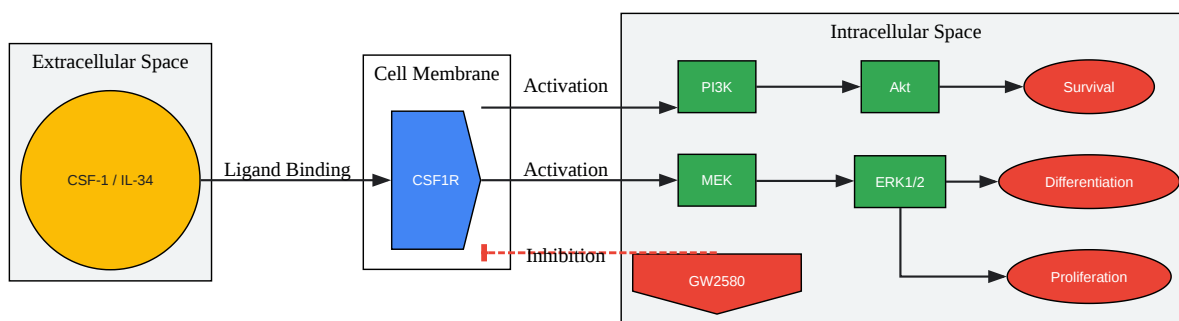 Extracellular Space
CSF-1 / IL-34
Ligand Binding
Cell Membrane
CSF1R
Activation
Activation
Inhibition
Intracellular Space
PI3K
Akt
Survival
MEK
ERK1/2
Differentiation
GW2580
Proliferation